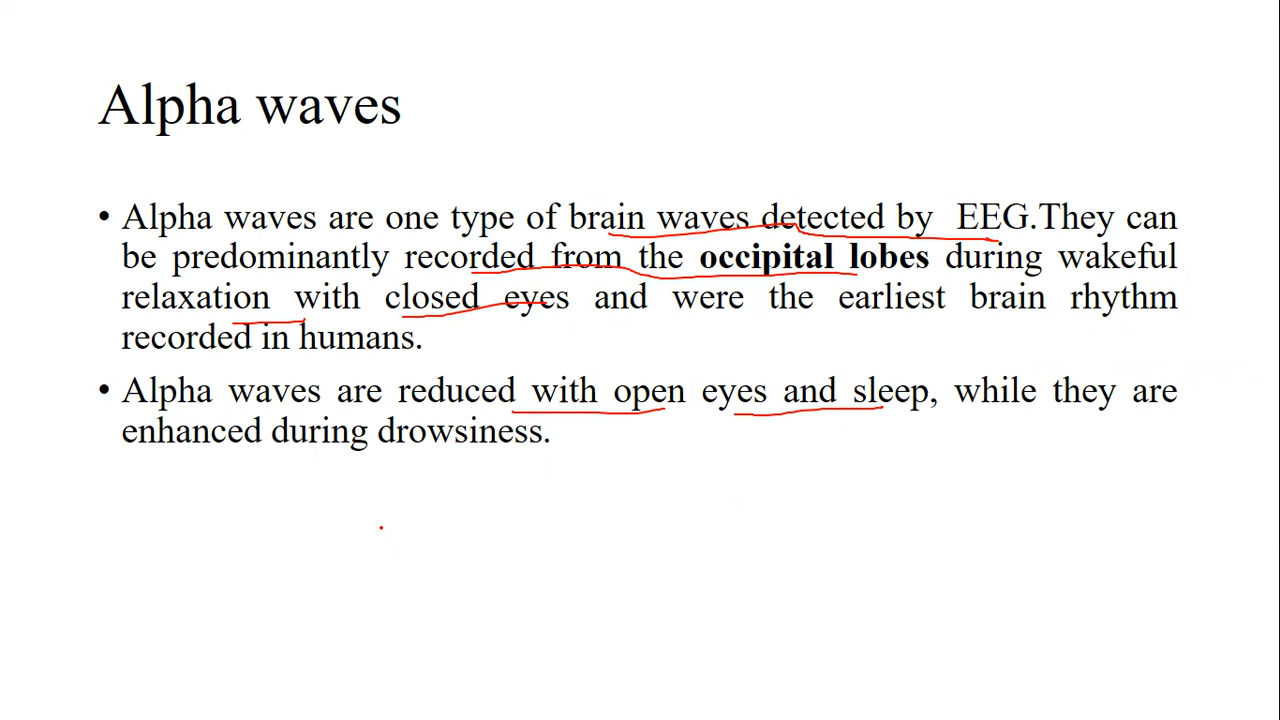 Alpha waves
• Alpha waves are one type of brain waves detected by EEG.They can
be predominantly recorded from the occipital lobes during wakeful
relaxation with closed eyes and were the earliest brain rhythm
recorded in humans.
• Alpha waves are reduced with open eyes and sleep, while they are
enhanced during drowsiness.